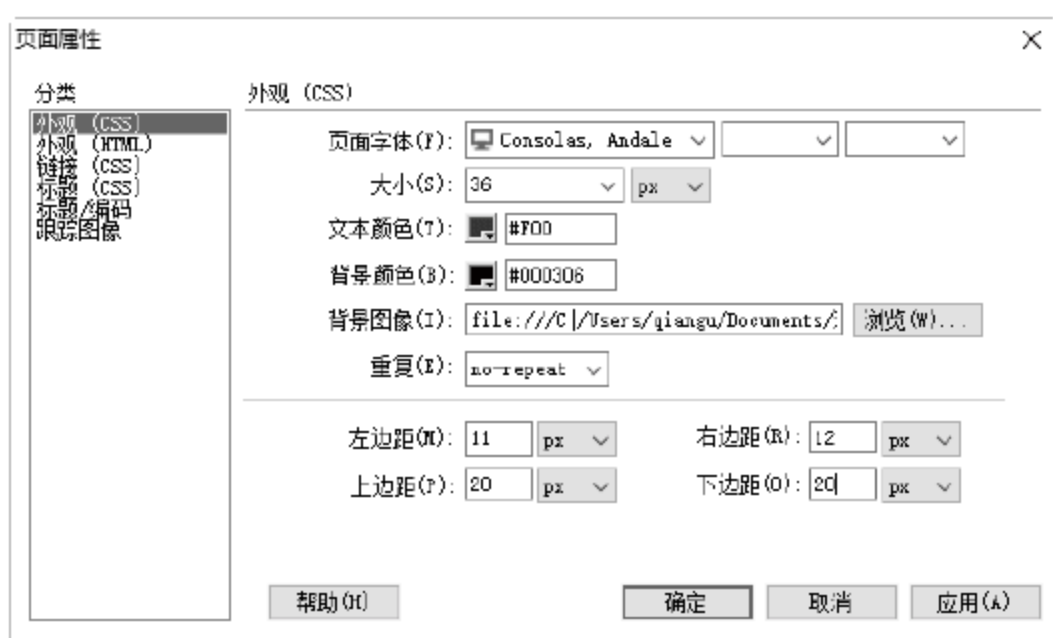 页面属性
分类
外观 (CSS)
外观 (HTML)
链接 (CSS)
标题 (CSS)
标题/编码
跟踪图像
外观 (CSS)
页面字体(F): Consolas, Andale
大小(S): 36 px
文本颜色(T): #F00
背景颜色(B): #000306
背景图像(I): file:///C|/Users/qiangu/Documents/ 浏览(W)...
重复(E): no-repeat
左边距(M): 11 px 右边距(R): 12 px
上边距(P): 20 px 下边距(O): 20 px
帮助(H) 确定 取消 应用(A)